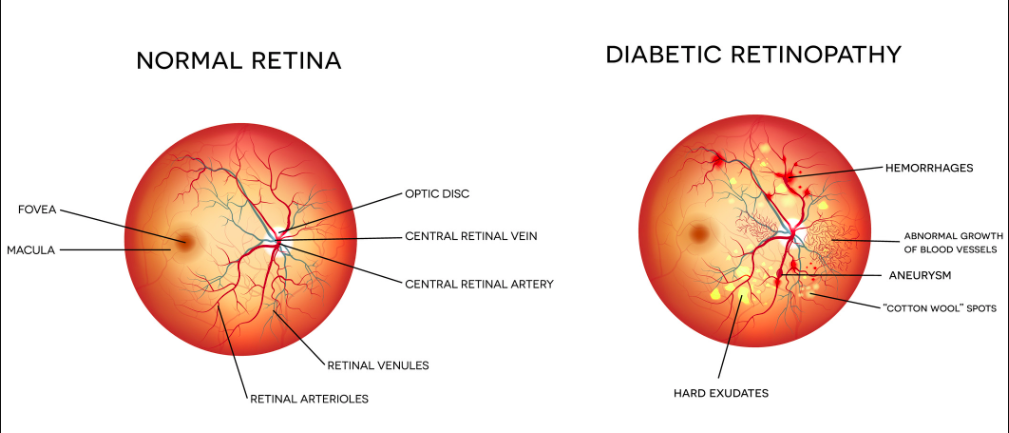 NORMAL RETINA
FOVEA
MACULA
OPTIC DISC
CENTRAL RETINAL VEIN
CENTRAL RETINAL ARTERY
RETINAL VENULES
RETINAL ARTERIOLES
DIABETIC RETINOPATHY
HEMORRHAGES
ABNORMAL GROWTH
OF BLOOD VESSELS
ANEURYSM
"COTTON WOOL" SPOTS
HARD EXUDATES